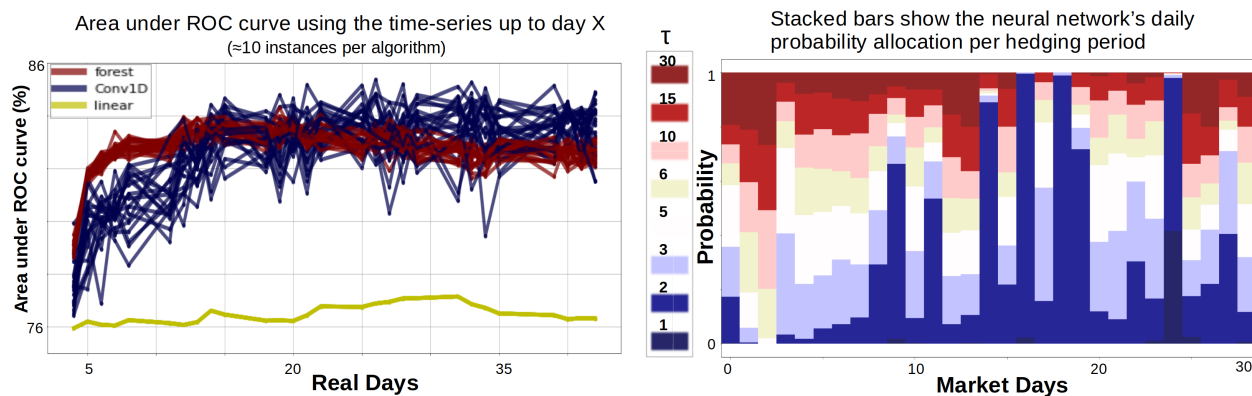 Area under ROC curve using the time-series up to day X
(≈10 instances per algorithm)
Area under ROC curve (%)
86
76
forest
Conv1D
linear
5
20
35
Real Days
Stacked bars show the neural network's daily
probability allocation per hedging period
τ
30
15
10
6
5
3
2
1
Probability
1
0
0
10
20
30
Market Days